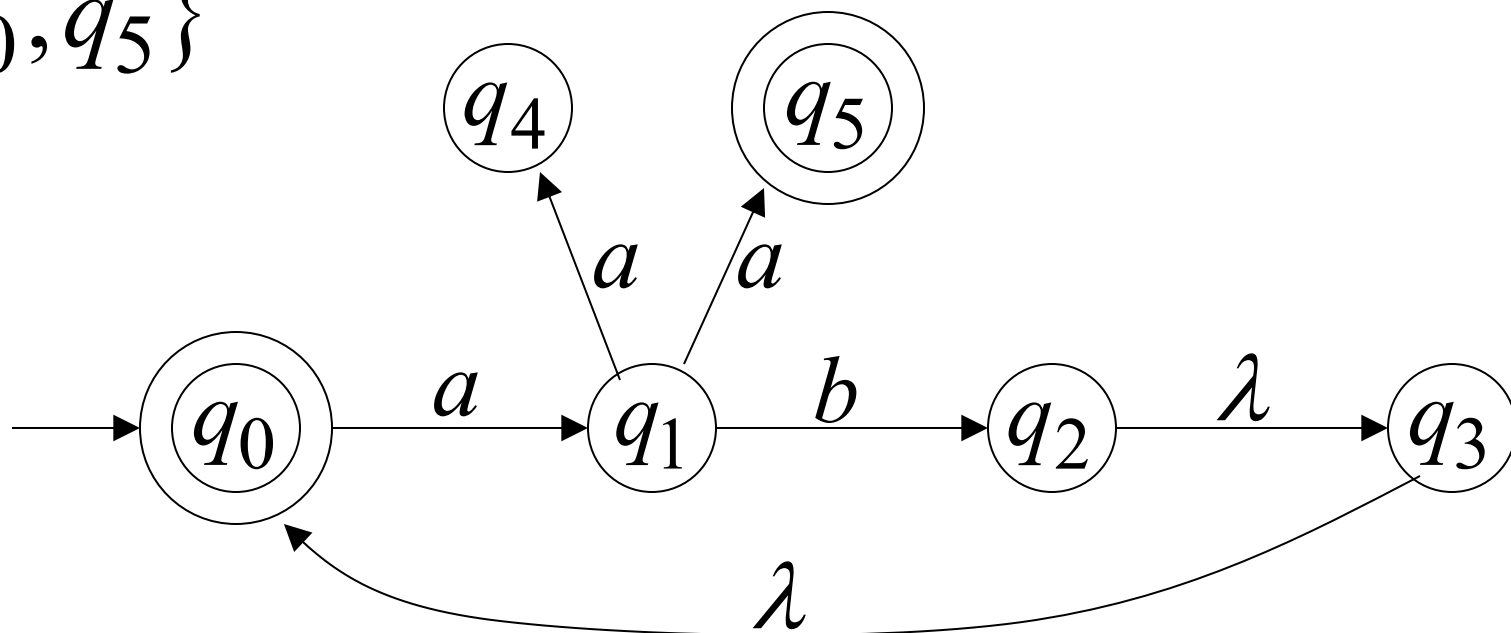 , q₅ }
q₄ q₅
a a
q₀ a q₁ b q₂ λ q₃
λ